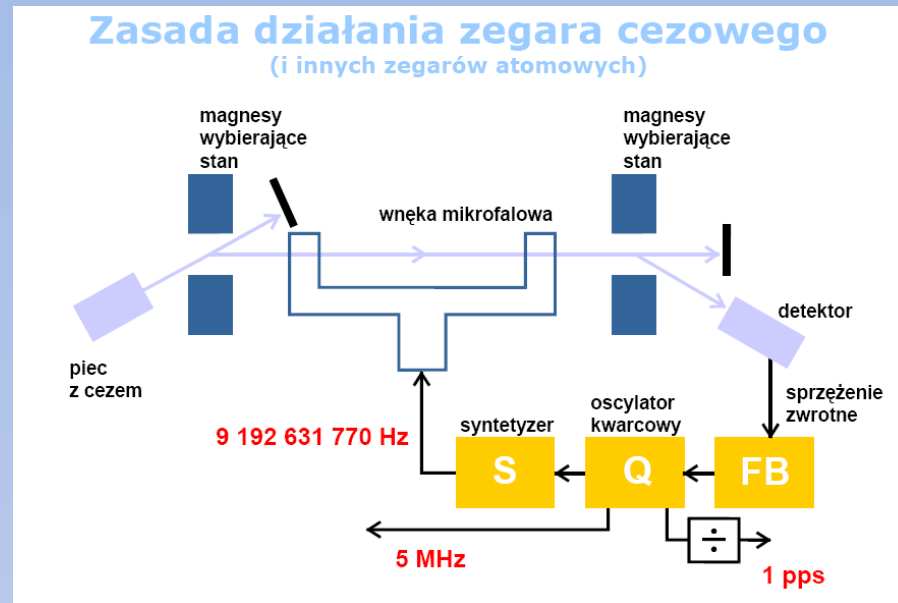 Zasada działania zegara cezowego
(i innych zegarów atomowych)
magnesy
wybierające
stan
magnesy
wybierające
stan
wnęka mikrofalowa
piec
z cezem
detektor
sprzężenie
zwrotne
oscylator
kwarcowy
syntetyzer
9 192 631 770 Hz
S
Q
FB
÷
5 MHz
1 pps